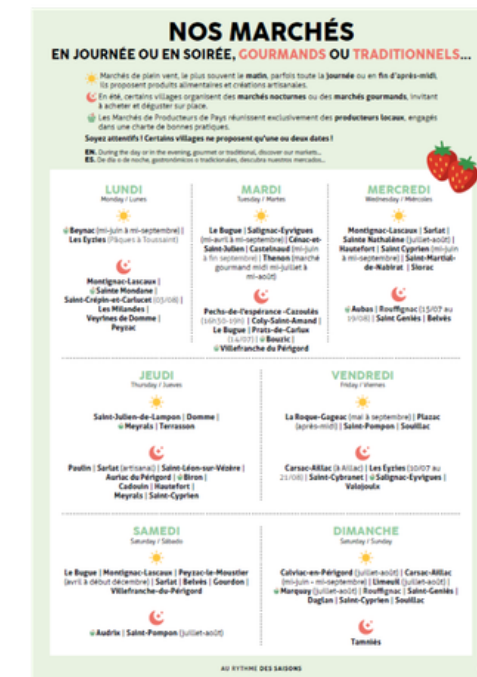 NOS MARCHÉS
EN JOURNÉE OU EN SOIRÉE, GOURMANDS OU TRADITIONNELS...
Marchés de plein vent, le plus souvent le matin, parfois toute la journée ou en fin d'après-midi,
ils proposent produits alimentaires et créations artisanales.
En été, certains villages organisent des marchés nocturnes ou des marchés gourmands, invitant
à acheter et déguster sur place.
Les Marchés de Producteurs de Pays réunissent exclusivement des producteurs locaux, engagés
dans une charte de bonnes pratiques.
Soyez attentifs ! Certains villages ne proposent qu'une ou deux dates !
EN. During the day or in the evening, gourmet or traditional, discover our markets...
ES. De día o de noche, gastronómicos o tradicionales, descubra nuestros mercados...
LUNDI
Monday / Lunes
Beynac (mi-juin à mi-septembre) |
Les Eyzies (Pâques à Toussaint)
Montignac-Lascaux |
Sainte Mondane |
Saint-Crépin-et-Carlucet (05/08) |
Les Milandes |
Veyrines de Domme |
Peyzac
MARDI
Tuesday / Martes
Le Bugue | Salignac-Eyvigues
(mi-avril à mi-septembre) | Cénac-et-
Saint-Julien | Castelnaud (mi-juin
à fin septembre) | Thenon (marché
gourmand midi mi-juillet à
mi-août)
Pechs-de-l'espérance -Cazoulès
(16h30-19h) | Coly-Saint-Amand |
Le Bugue | Prats-de-Carlux
(14/07) | Bouzic |
Villefranche du Périgord
MERCREDI
Wednesday / Miércoles
Montignac-Lascaux | Sarlat |
Sainte Nathalène (juillet-août) |
Hautefort | Saint Cyprien (mi-juin
à mi-septembre) | Saint-Martial-
de-Nabirat | Siorac
Aubas | Rouffignac (15/07 au
19/08) | Saint Geniès | Belvès
JEUDI
Thursday / Jueves
Saint-Julien-de-Lampon | Domme |
Meyrals | Terrasson
Paulin | Sarlat (artisanal) | Saint-Léon-sur-Vézère |
Auriac du Périgord | Biron |
Cadouin | Hautefort |
Meyrals | Saint-Cyprien
VENDREDI
Friday / Viernes
La Roque-Gageac (mai à septembre) | Plazac
(après-midi) | Saint-Pompon | Souillac
Carsac-Aillac (à Aillac) | Les Eyzies (10/07 au
21/08) | Saint-Cybranet | Salignac-Eyvigues |
Valojoulx
SAMEDI
Saturday / Sábado
Le Bugue | Montignac-Lascaux | Peyzac-le-Moustier
(avril à début décembre) | Sarlat | Belvès | Gourdon |
Villefranche-du-Périgord
Audrix | Saint-Pompon (juillet-août)
DIMANCHE
Saturday / Sunday
Calviac-en-Périgord (juillet-août) | Carsac-Aillac
(mi-juin - mi-septembre) | Limeuil (juillet-août) |
Marquay (juillet-août) | Rouffignac | Saint-Geniès |
Daglan | Saint-Cyprien | Souillac
Tamniès
AU RYTHME DES SAISONS